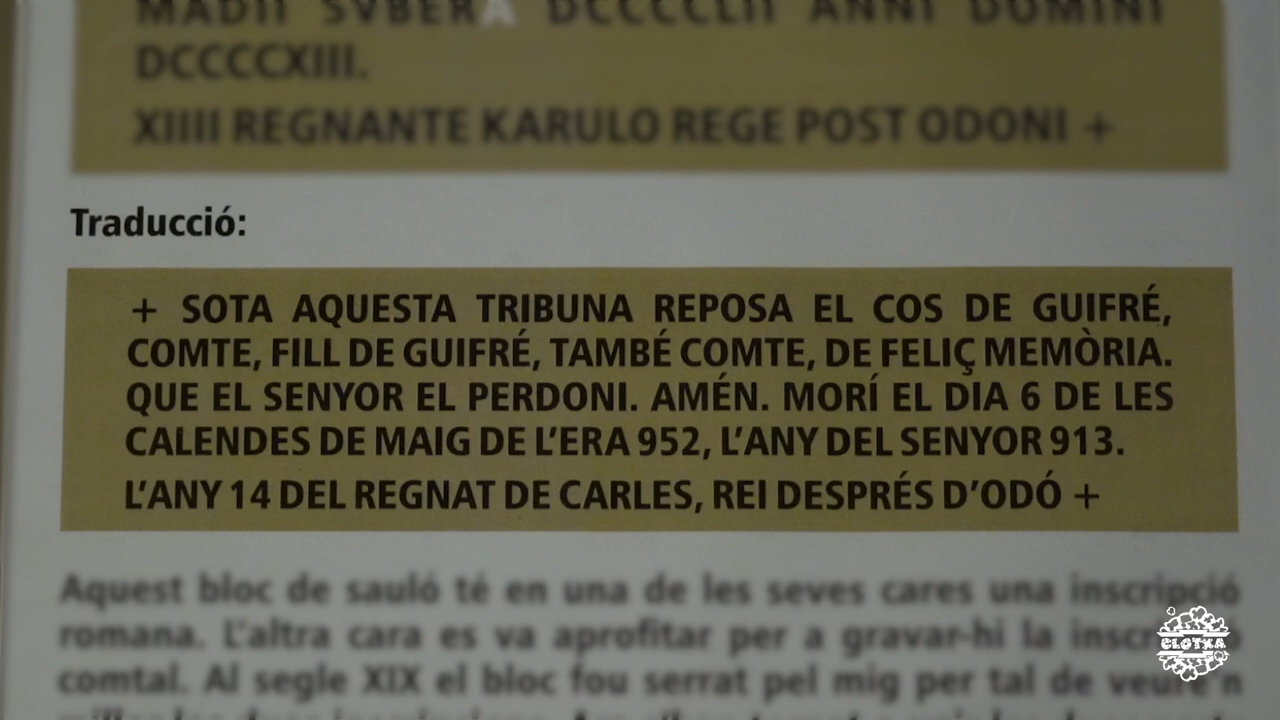 MADII SVBERA DCCCCLII ANNI DOMINI
DCCCCXIII.
XIIII REGNANTE KARULO REGE POST ODONI +
Traducció:
+ SOTA AQUESTA TRIBUNA REPOSA EL COS DE GUIFRÉ,
COMTE, FILL DE GUIFRÉ, TAMBÉ COMTE, DE FELIÇ MEMÒRIA.
QUE EL SENYOR EL PERDONI. AMÉN. MORÍ EL DIA 6 DE LES
CALENDES DE MAIG DE L'ERA 952, L'ANY DEL SENYOR 913.
L'ANY 14 DEL REGNAT DE CARLES, REI DESPRÉS D'ODÓ +
Aquest bloc de sauló té en una de les seves cares una inscripció
romana. L'altra cara es va aprofitar per a gravar-hi la inscripció
comtal. Al segle XIX el bloc fou serrat pel mig per tal de veure'n
CLOTXA